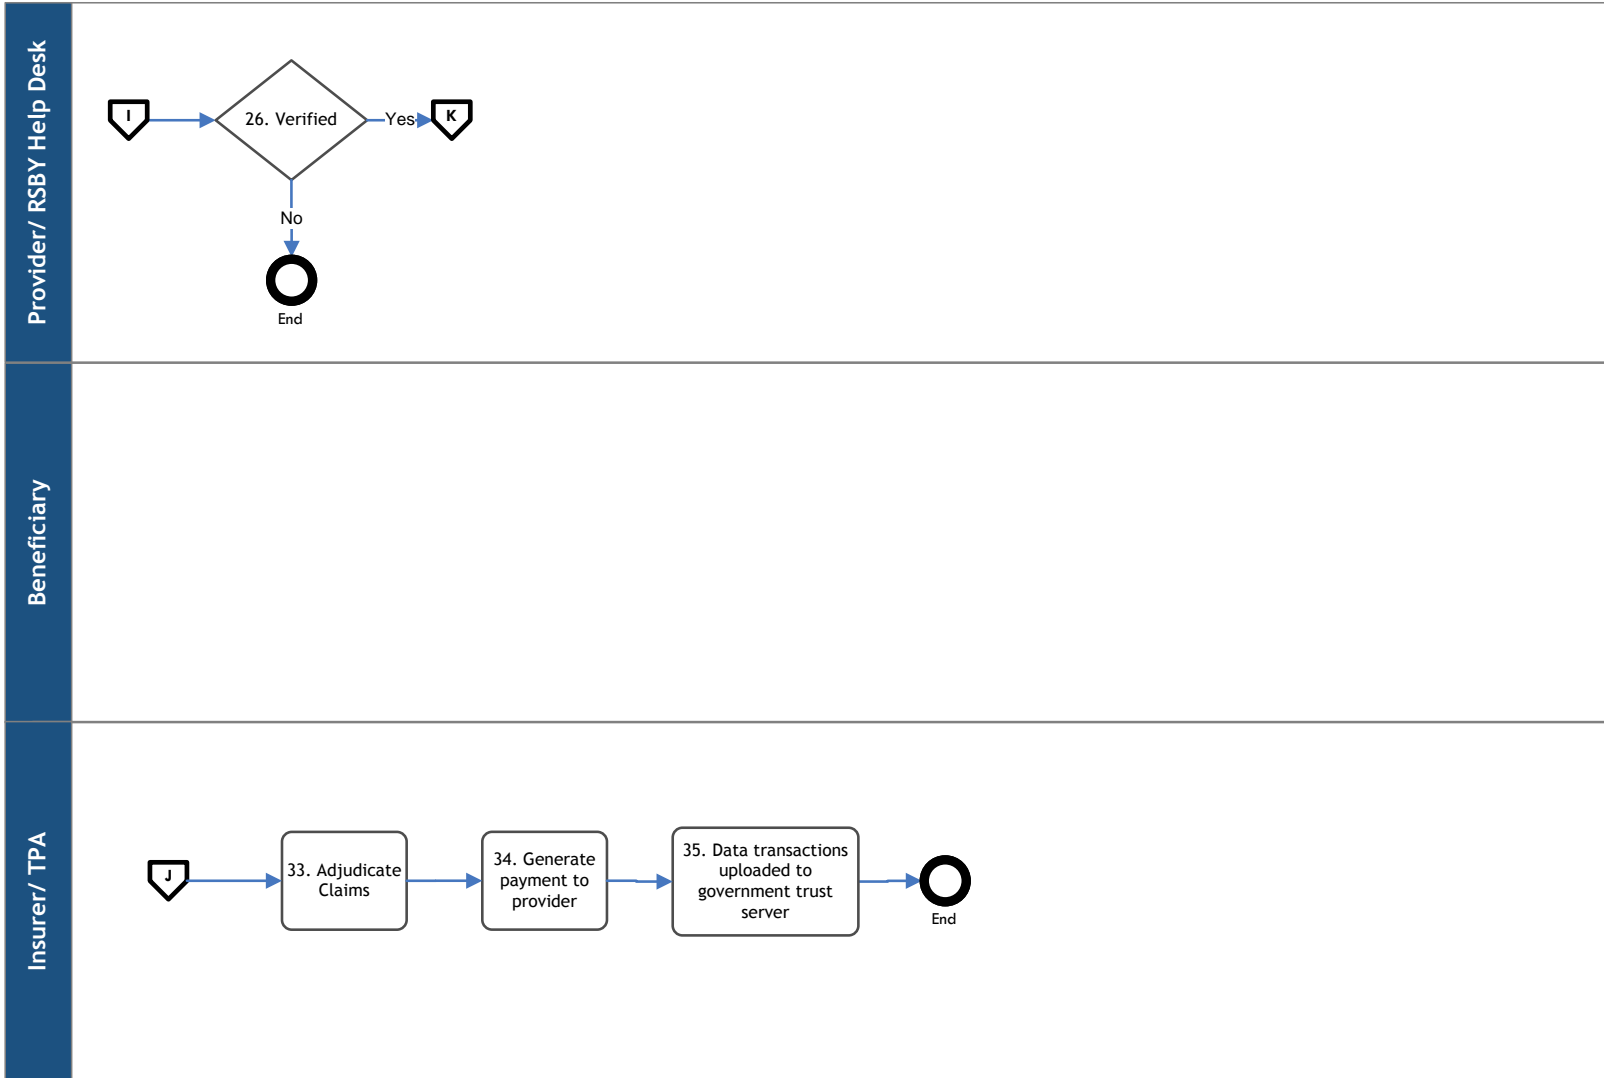 Provider/ RSBY Help Desk
I
26. Verified
Yes
K
No
End
Beneficiary
Insurer/ TPA
J
33. Adjudicate
Claims
34. Generate
payment to
provider
35. Data transactions
uploaded to
government trust
server
End